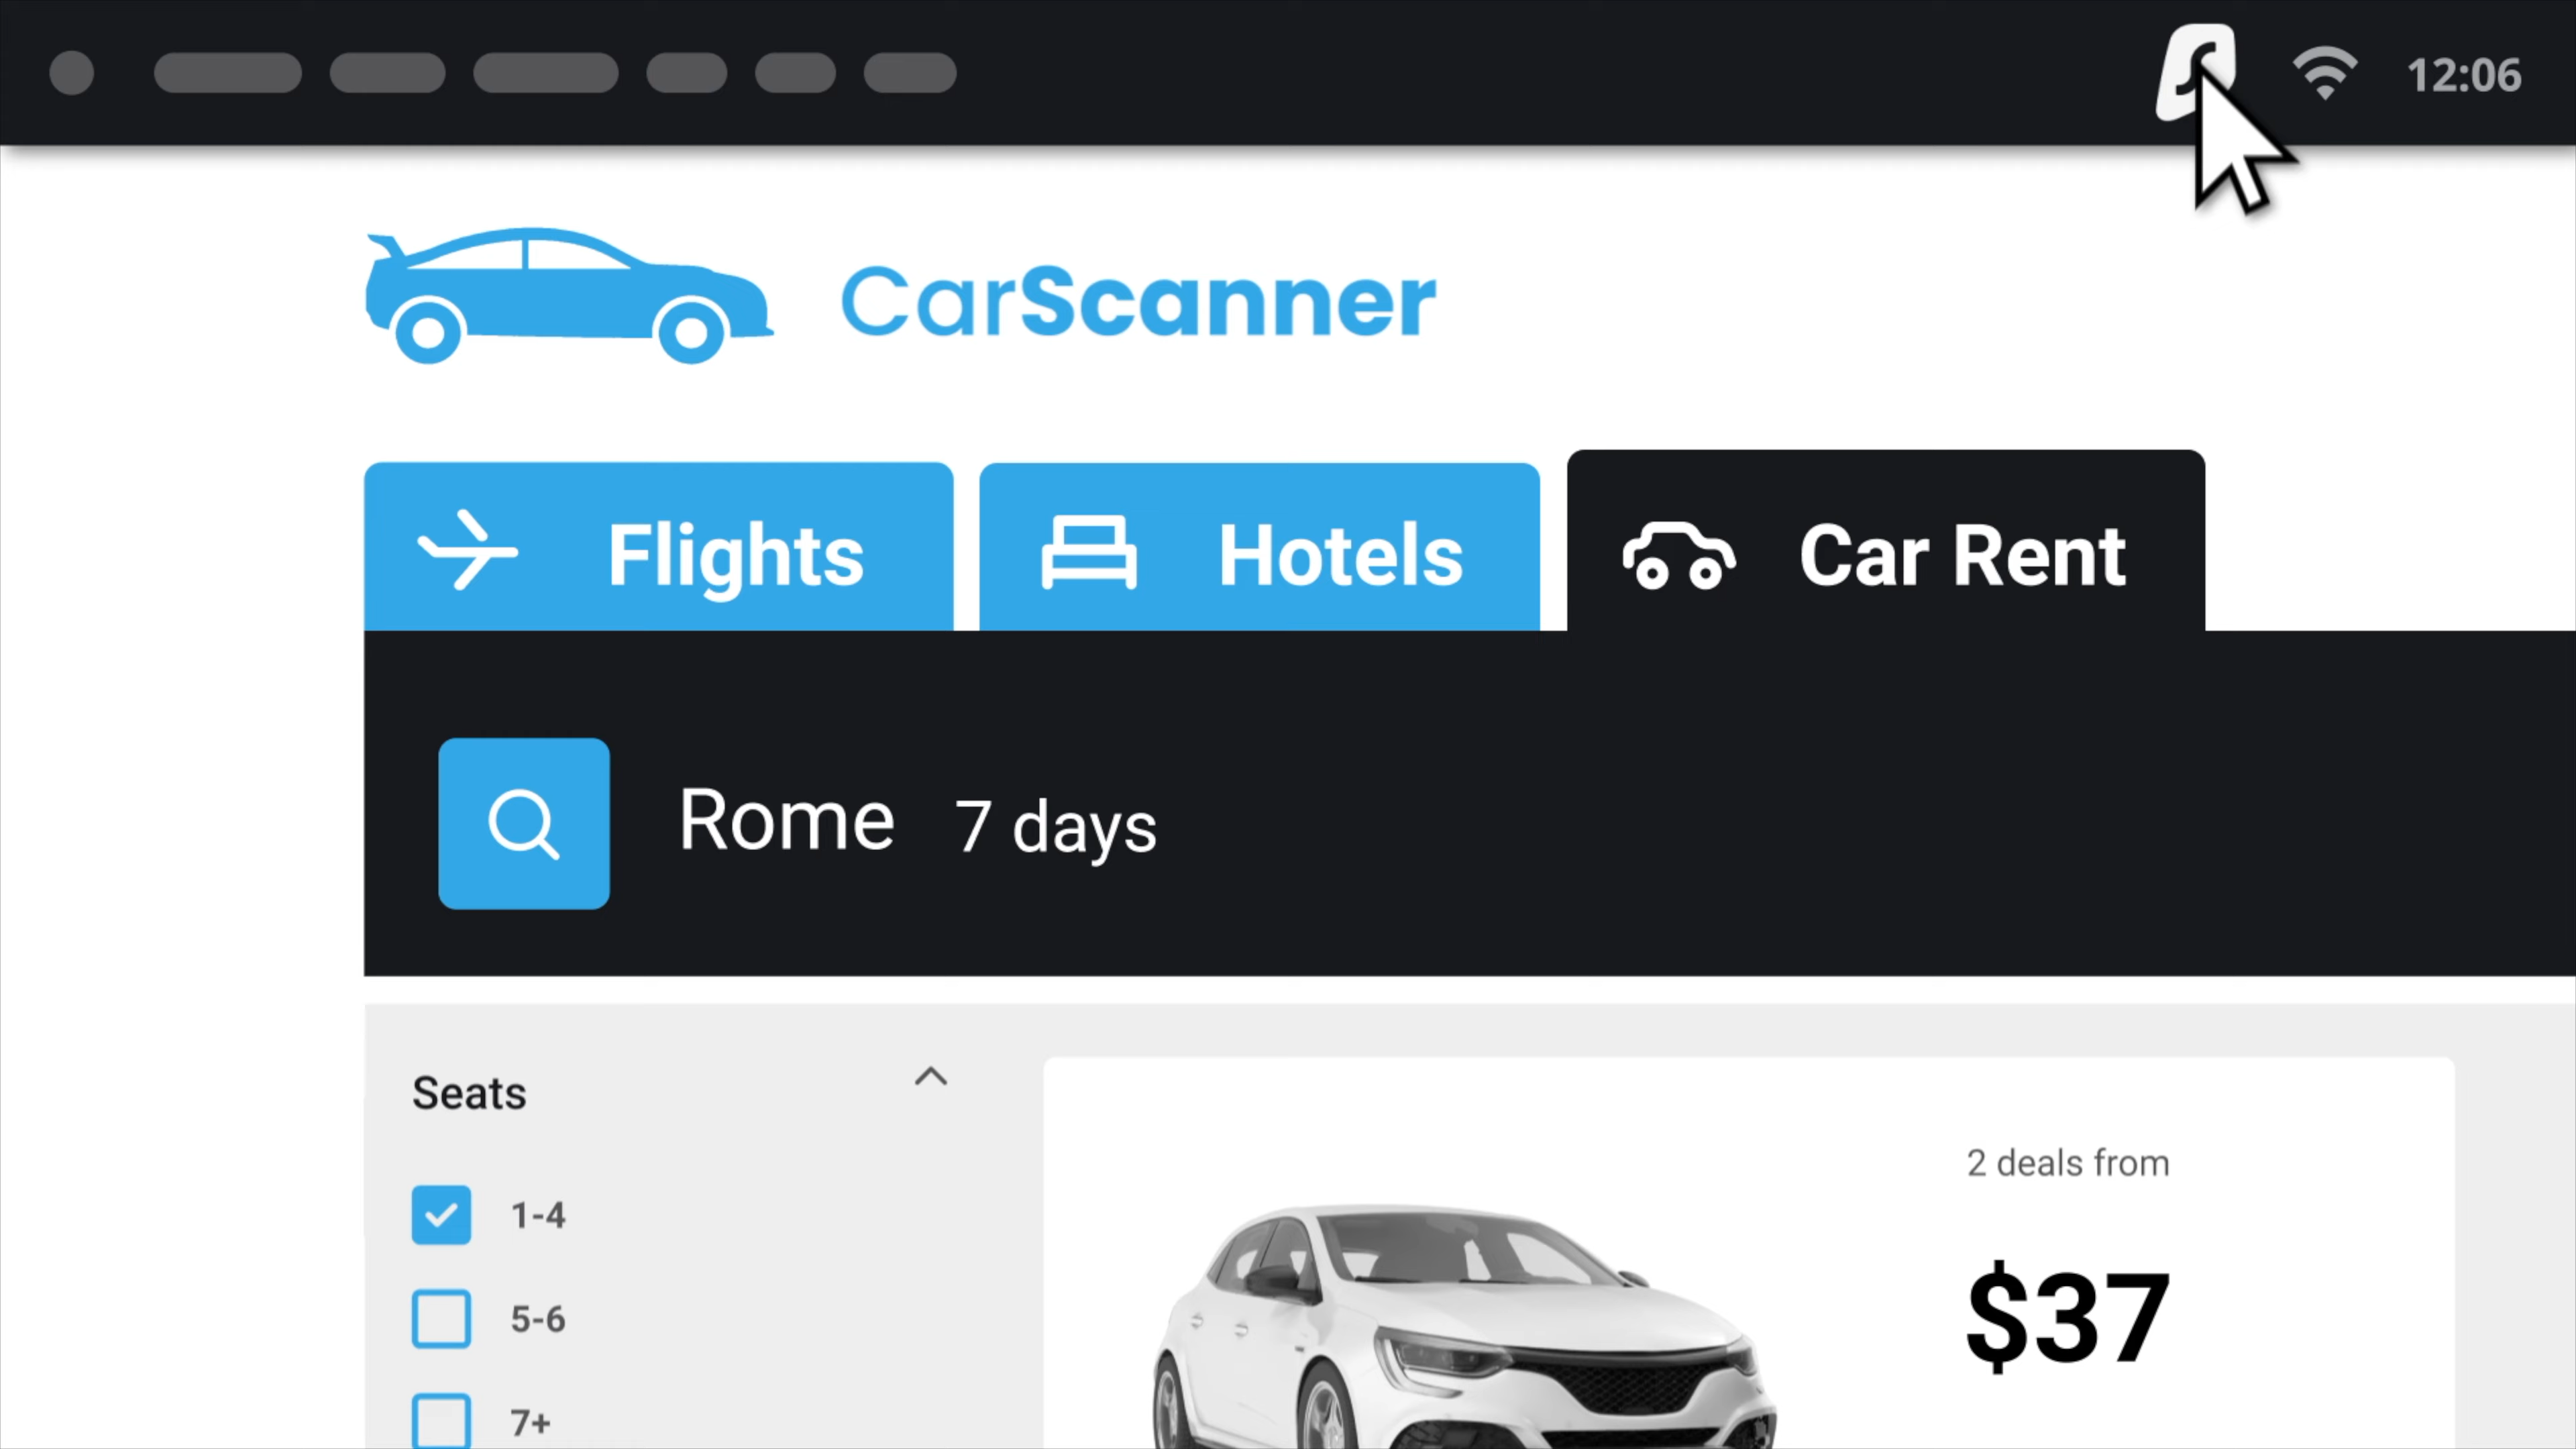 12:06
CarScanner
Flights
Hotels
Car Rent
Rome 7 days
Seats
1-4
5-6
7+
2 deals from
$37